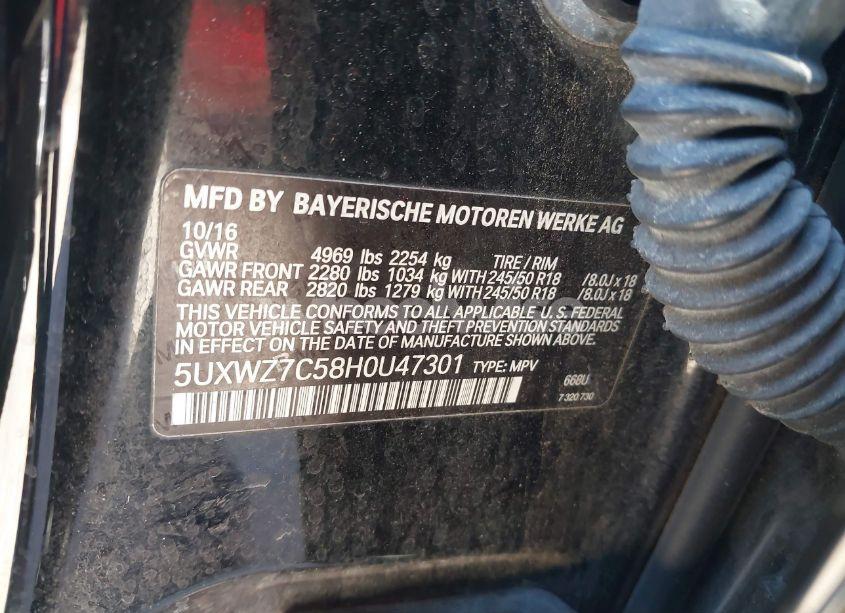 MFD BY BAYERISCHE MOTOREN WERKE AG
10/16
GVWR 4969 lbs 2254 kg TIRE / RIM
GAWR FRONT 2280 lbs 1034 kg WITH 245/50 R18 /8.0J x 18
GAWR REAR 2820 lbs 1279 kg WITH 245/50 R18 /8.0J x 18
THIS VEHICLE CONFORMS TO ALL APPLICABLE U.S. FEDERAL
MOTOR VEHICLE SAFETY AND THEFT PREVENTION STANDARDS
IN EFFECT ON THE DATE OF MANUFACTURE SHOWN ABOVE.
5UXWZ7C58H0U47301 TYPE: MPV 668U
7 320 730